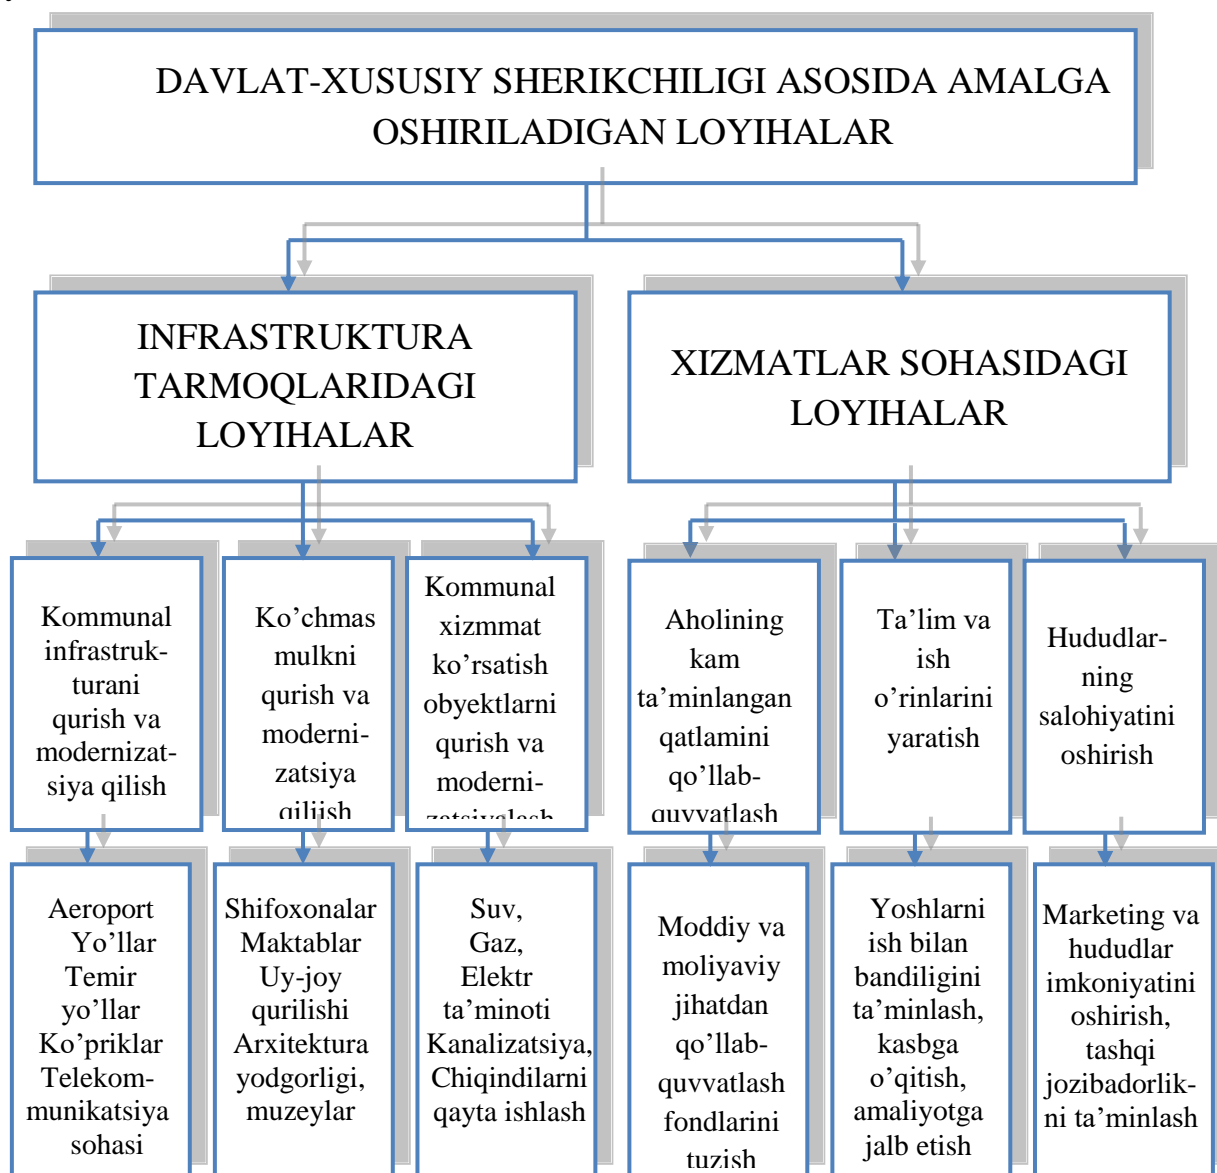 DAVLAT-XUSUSIY SHERIKCHILIGI ASOSIDA AMALGA
OSHIRILADIGAN LOYIHALAR
INFRASTRUKTURA
TARMOQLARIDAGI
LOYIHALAR
XIZMATLAR SOHASIDAGI
LOYIHALAR
Kommunal
infrastruk-
turani
qurish va
modernizat-
siya qilish
Ko’chmas
mulkni
qurish va
moderni-
zatsiya
qilish
Kommunal
xizmmat
ko’rsatish
obyektlarni
qurish va
moderni-
zatsiyalash
Aholining
kam
ta’minlangan
qatlamini
qo’llab-
quvvatlash
Ta’lim va
ish
o’rinlarini
yaratish
Hududlar-
ning
salohiyatini
oshirish
Aeroport
Yo’llar
Temir
yo’llar
Ko’priklar
Telekom-
munikatsiya
sohasi
Shifoxonalar
Maktablar
Uy-joy
qurilishi
Arxitektura
yodgorligi,
muzeylar
Suv,
Gaz,
Elektr
ta’minoti
Kanalizatsiya,
Chiqindilarni
qayta ishlash
Moddiy va
moliyaviy
jihatdan
qo’llab-
quvvatlash
fondlarini
tuzish
Yoshlarni
ish bilan
bandiligini
ta’minlash,
kasbga
o’qitish,
amaliyotga
jalb etish
Marketing va
hududlar
imkoniyatini
oshirish,
tashqi
jozibadorlik-
ni ta’minlash